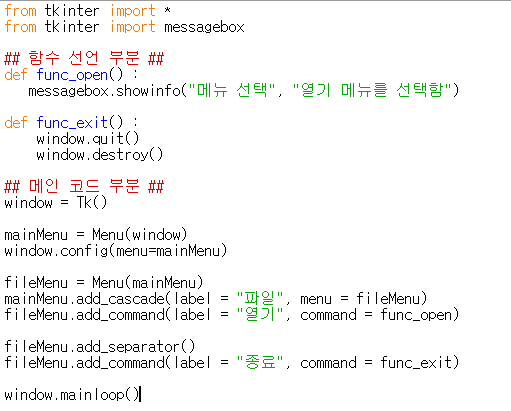 from tkinter import *
from tkinter import messagebox
## 함수 선언 부분 ##
def func_open() :
messagebox.showinfo("메뉴 선택", "열기 메뉴를 선택함")
def func_exit() :
window.quit()
window.destroy()
## 메인 코드 부분 ##
window = Tk()
mainMenu = Menu(window)
window.config(menu=mainMenu)
fileMenu = Menu(mainMenu)
mainMenu.add_cascade(label = "파일", menu = fileMenu)
fileMenu.add_command(label = "열기", command = func_open)
fileMenu.add_separator()
fileMenu.add_command(label = "종료", command = func_exit)
window.mainloop()